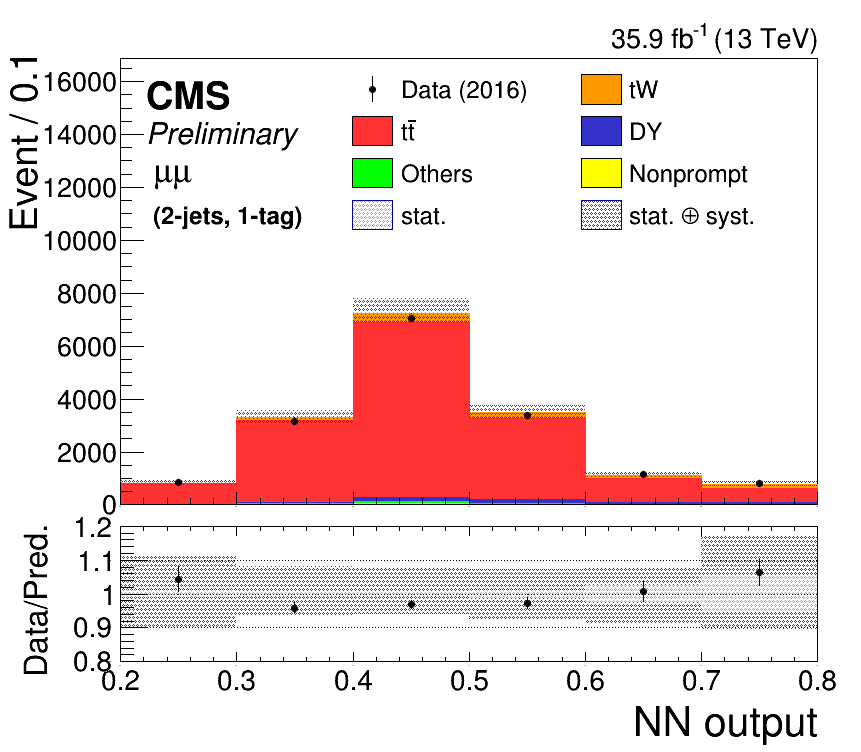 35.9 fb⁻¹ (13 TeV)
Event / 0.1
16000
14000
12000
10000
8000
6000
4000
2000
0
CMS
Preliminary
μμ
(2-jets, 1-tag)
Data (2016)
tW
tt̄
DY
Others
Nonprompt
stat.
stat. ⊕ syst.
Data/Pred.
1.2
1.1
1
0.9
0.8
0.2 0.3 0.4 0.5 0.6 0.7 0.8
NN output